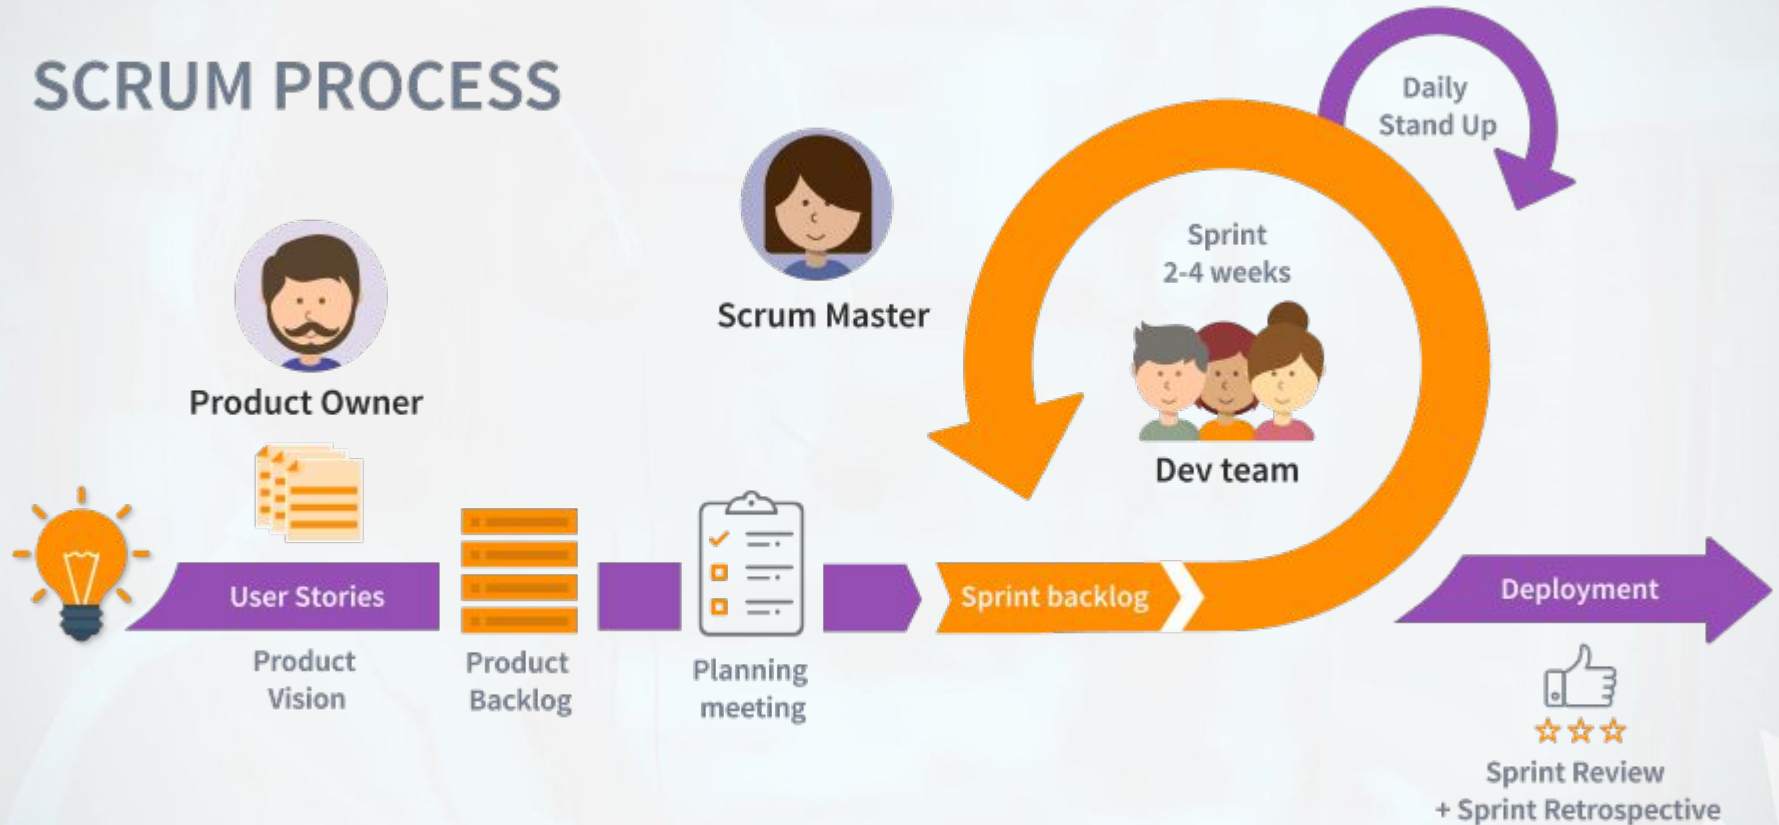 SCRUM PROCESS
Daily
Stand Up
Sprint
2-4 weeks
Scrum Master
Product Owner
Dev team
User Stories
Sprint backlog
Deployment
Product
Vision
Product
Backlog
Planning
meeting
Sprint Review
+ Sprint Retrospective